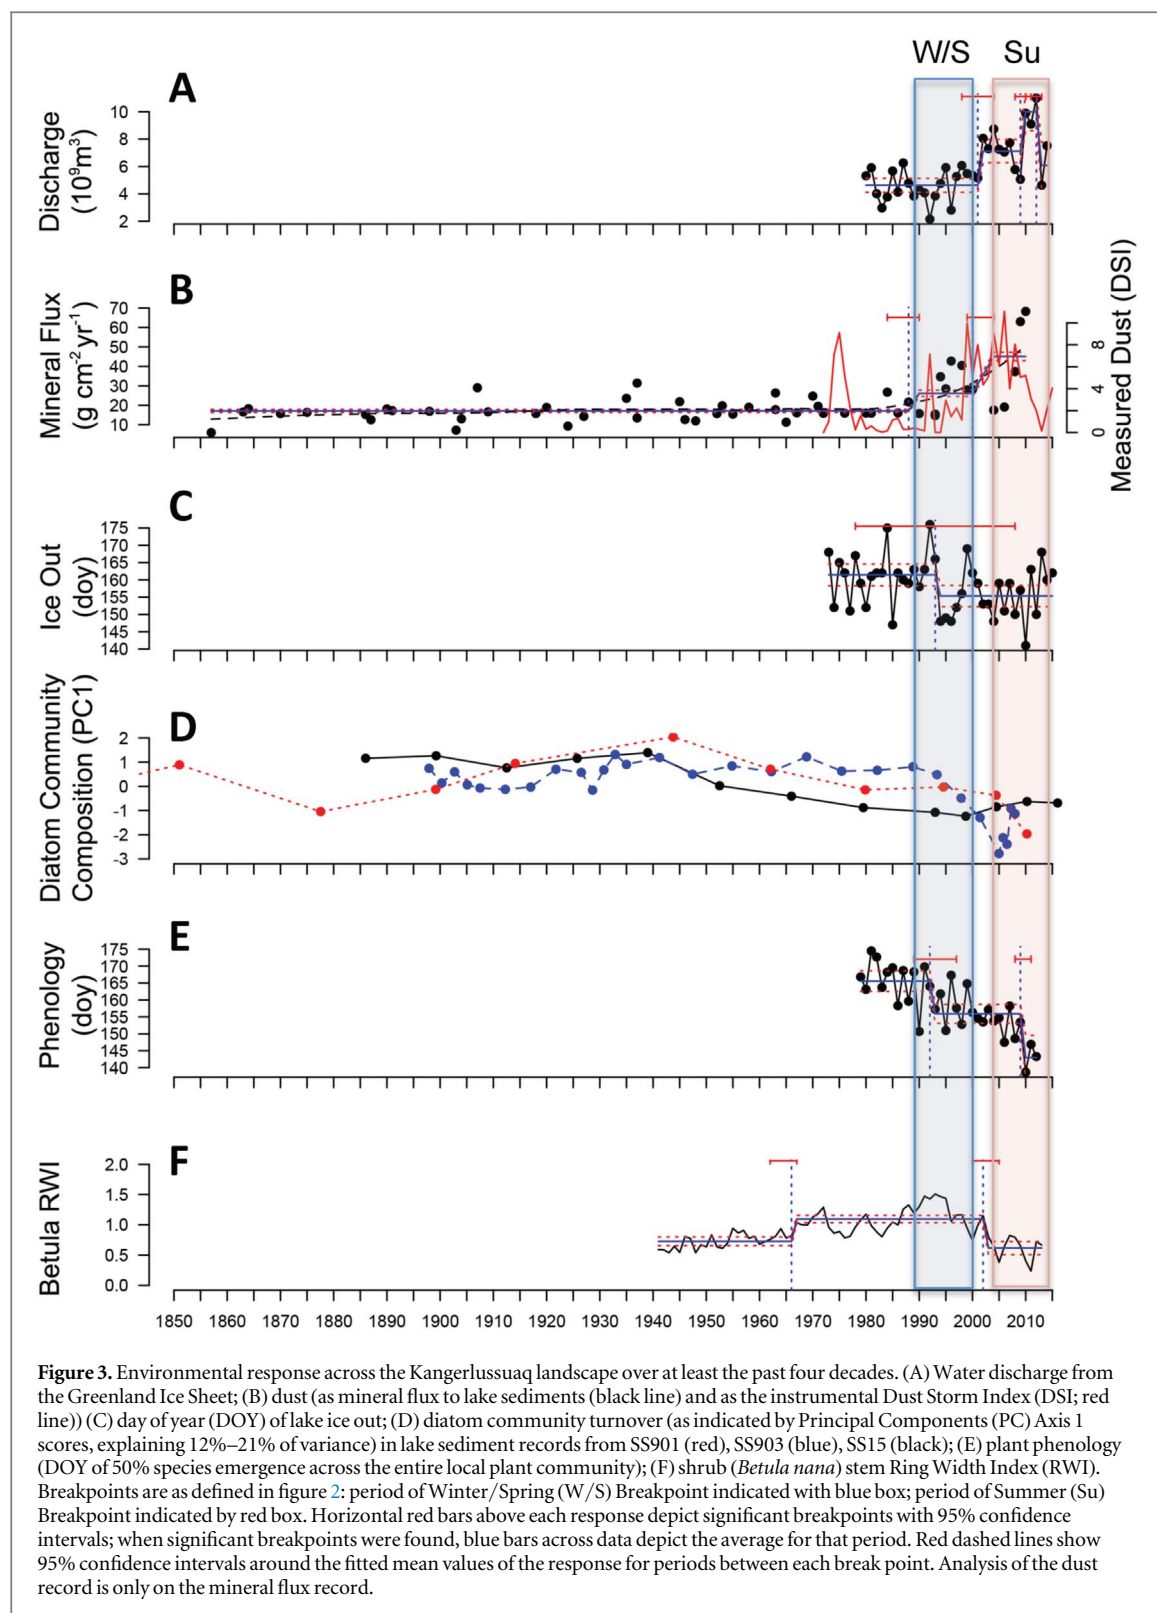 W/S Su
A
Discharge
(10⁹m³)
10
8
6
4
2
B
Mineral Flux
(g cm⁻² yr⁻¹)
70
60
50
40
30
20
10
Measured Dust (DSI)
8
4
0
C
Ice Out
(doy)
175
170
165
160
155
150
145
140
D
Diatom Community
Composition (PC1)
2
1
0
-1
-2
-3
E
Phenology
(doy)
175
170
165
160
155
150
145
140
F
Betula RWI
2.0
1.5
1.0
0.5
0.0
1850 1860 1870 1880 1890 1900 1910 1920 1930 1940 1950 1960 1970 1980 1990 2000 2010
Figure 3. Environmental response across the Kangerlussuaq landscape over at least the past four decades. (A) Water discharge from
the Greenland Ice Sheet; (B) dust (as mineral flux to lake sediments (black line) and as the instrumental Dust Storm Index (DSI; red
line)) (C) day of year (DOY) of lake ice out; (D) diatom community turnover (as indicated by Principal Components (PC) Axis 1
scores, explaining 12%–21% of variance) in lake sediment records from SS901 (red), SS903 (blue), SS15 (black); (E) plant phenology
(DOY of 50% species emergence across the entire local plant community); (F) shrub (Betula nana) stem Ring Width Index (RWI).
Breakpoints are as defined in figure 2: period of Winter/Spring (W/S) Breakpoint indicated with blue box; period of Summer (Su)
Breakpoint indicated by red box. Horizontal red bars above each response depict significant breakpoints with 95% confidence
intervals; when significant breakpoints were found, blue bars across data depict the average for that period. Red dashed lines show
95% confidence intervals around the fitted mean values of the response for periods between each break point. Analysis of the dust
record is only on the mineral flux record.